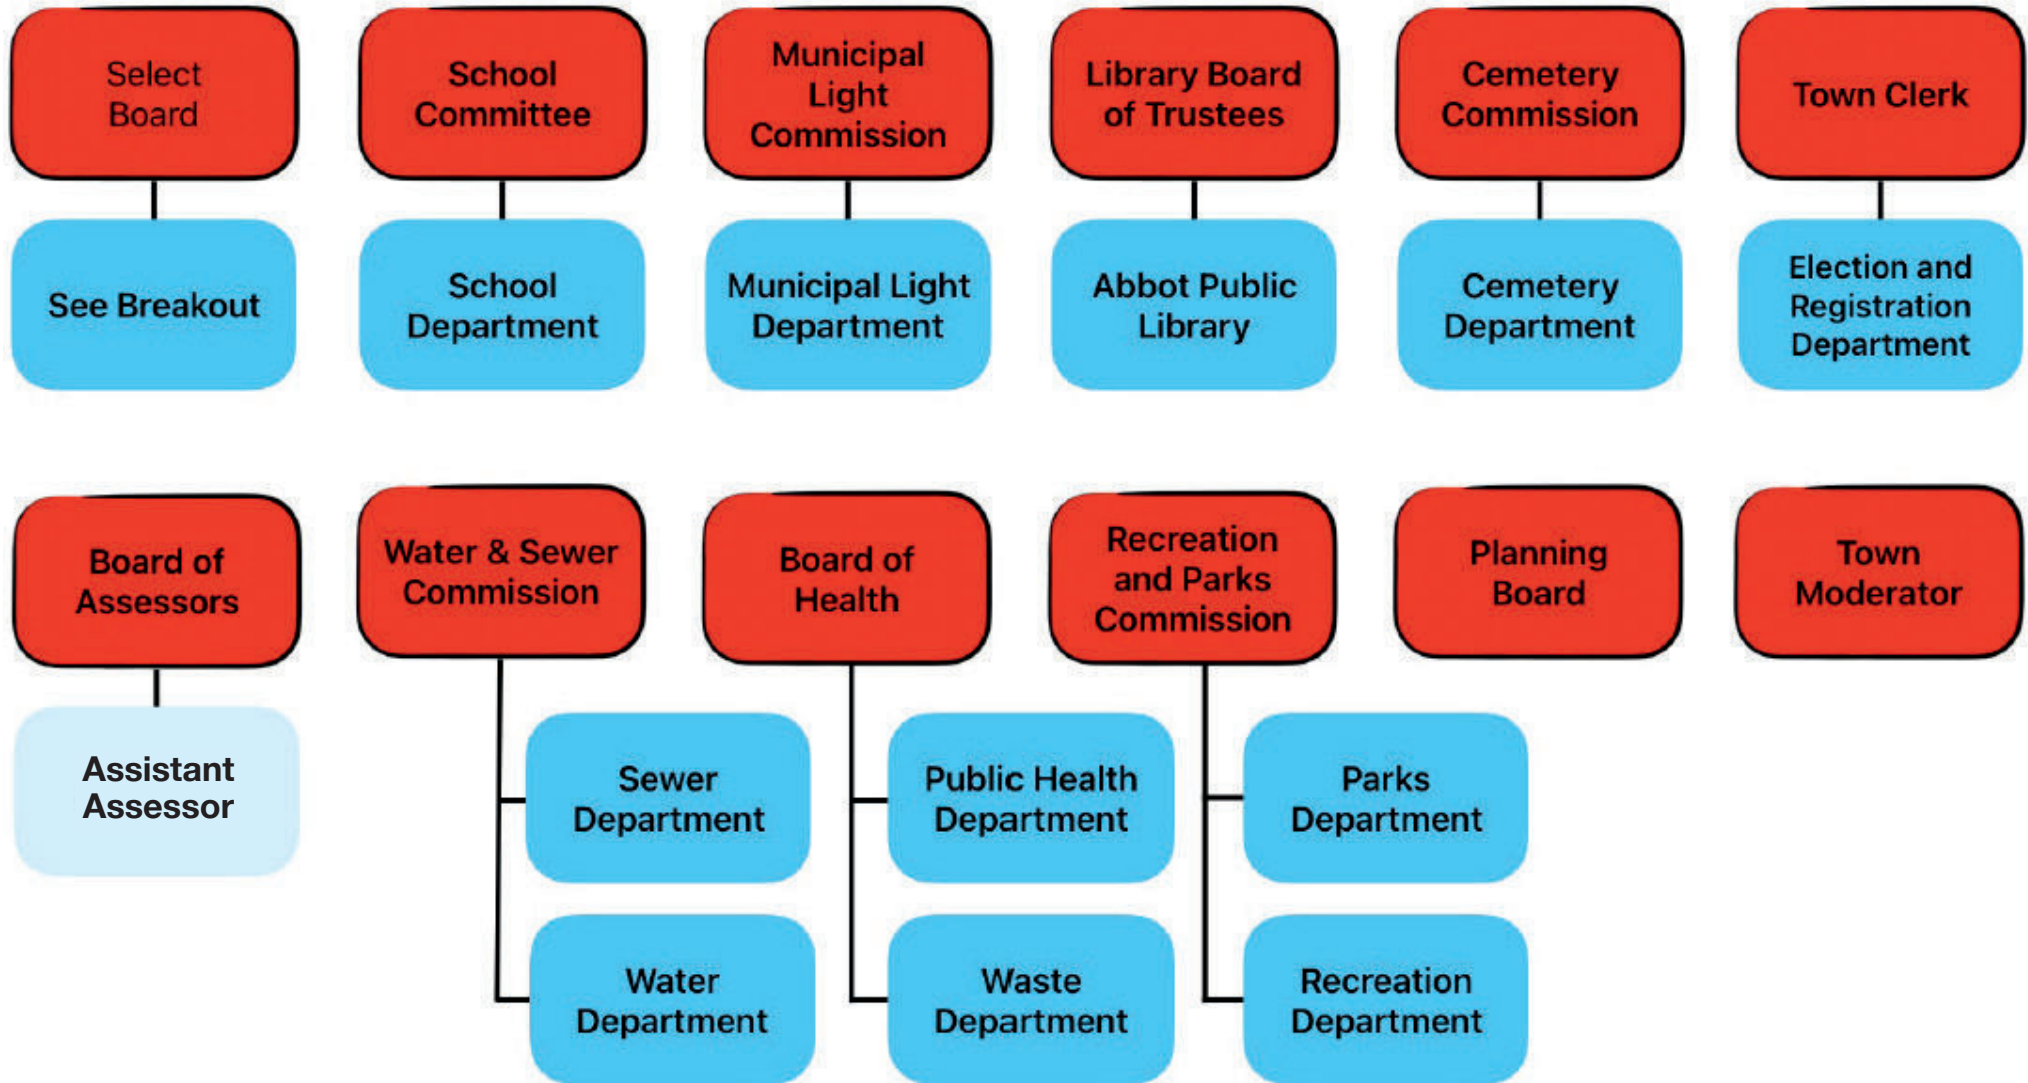 Select
Board
School
Committee
Municipal
Light
Commission
Library Board
of Trustees
Cemetery
Commission
Town Clerk
See Breakout
School
Department
Municipal Light
Department
Abbot Public
Library
Cemetery
Department
Election and
Registration
Department
Board of
Assessors
Water & Sewer
Commission
Board of
Health
Recreation
and Parks
Commission
Planning
Board
Town
Moderator
Assistant
Assessor
Sewer
Department
Public Health
Department
Parks
Department
Water
Department
Waste
Department
Recreation
Department